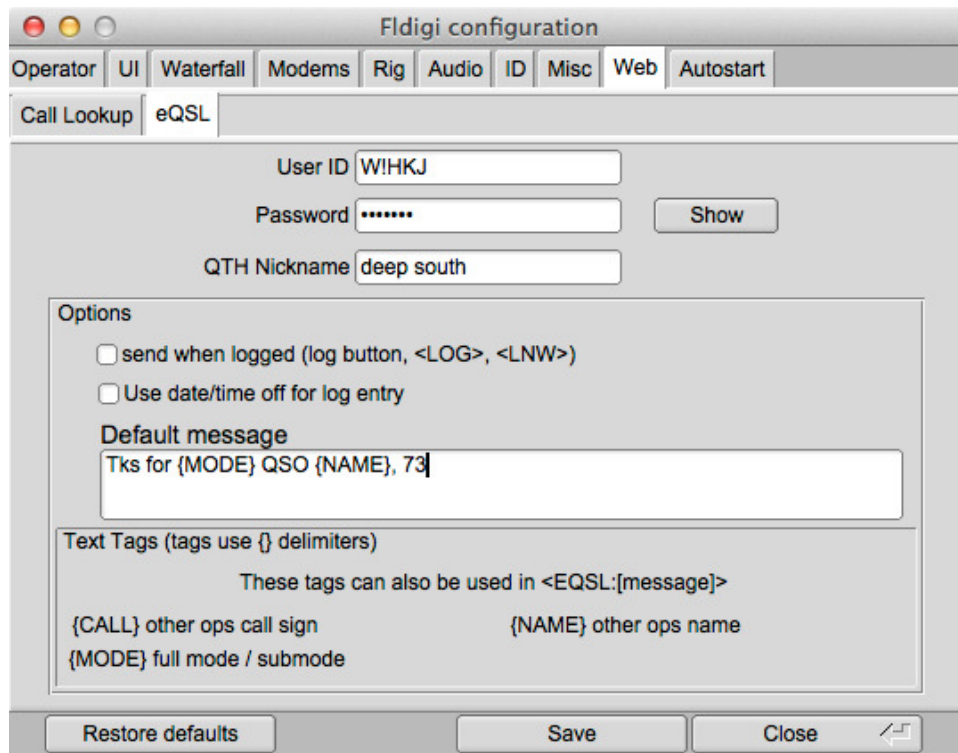 Fldigi configuration
Operator UI Waterfall Modems Rig Audio ID Misc Web Autostart
Call Lookup eQSL
User ID W!HKJ
Password ••••••• Show
QTH Nickname deep south
Options
send when logged (log button, <LOG>, <LNW>)
Use date/time off for log entry
Default message
Tks for {MODE} QSO {NAME}, 73
Text Tags (tags use {} delimiters)
These tags can also be used in <EQSL:[message]>
{CALL} other ops call sign {NAME} other ops name
{MODE} full mode / submode
Restore defaults Save Close